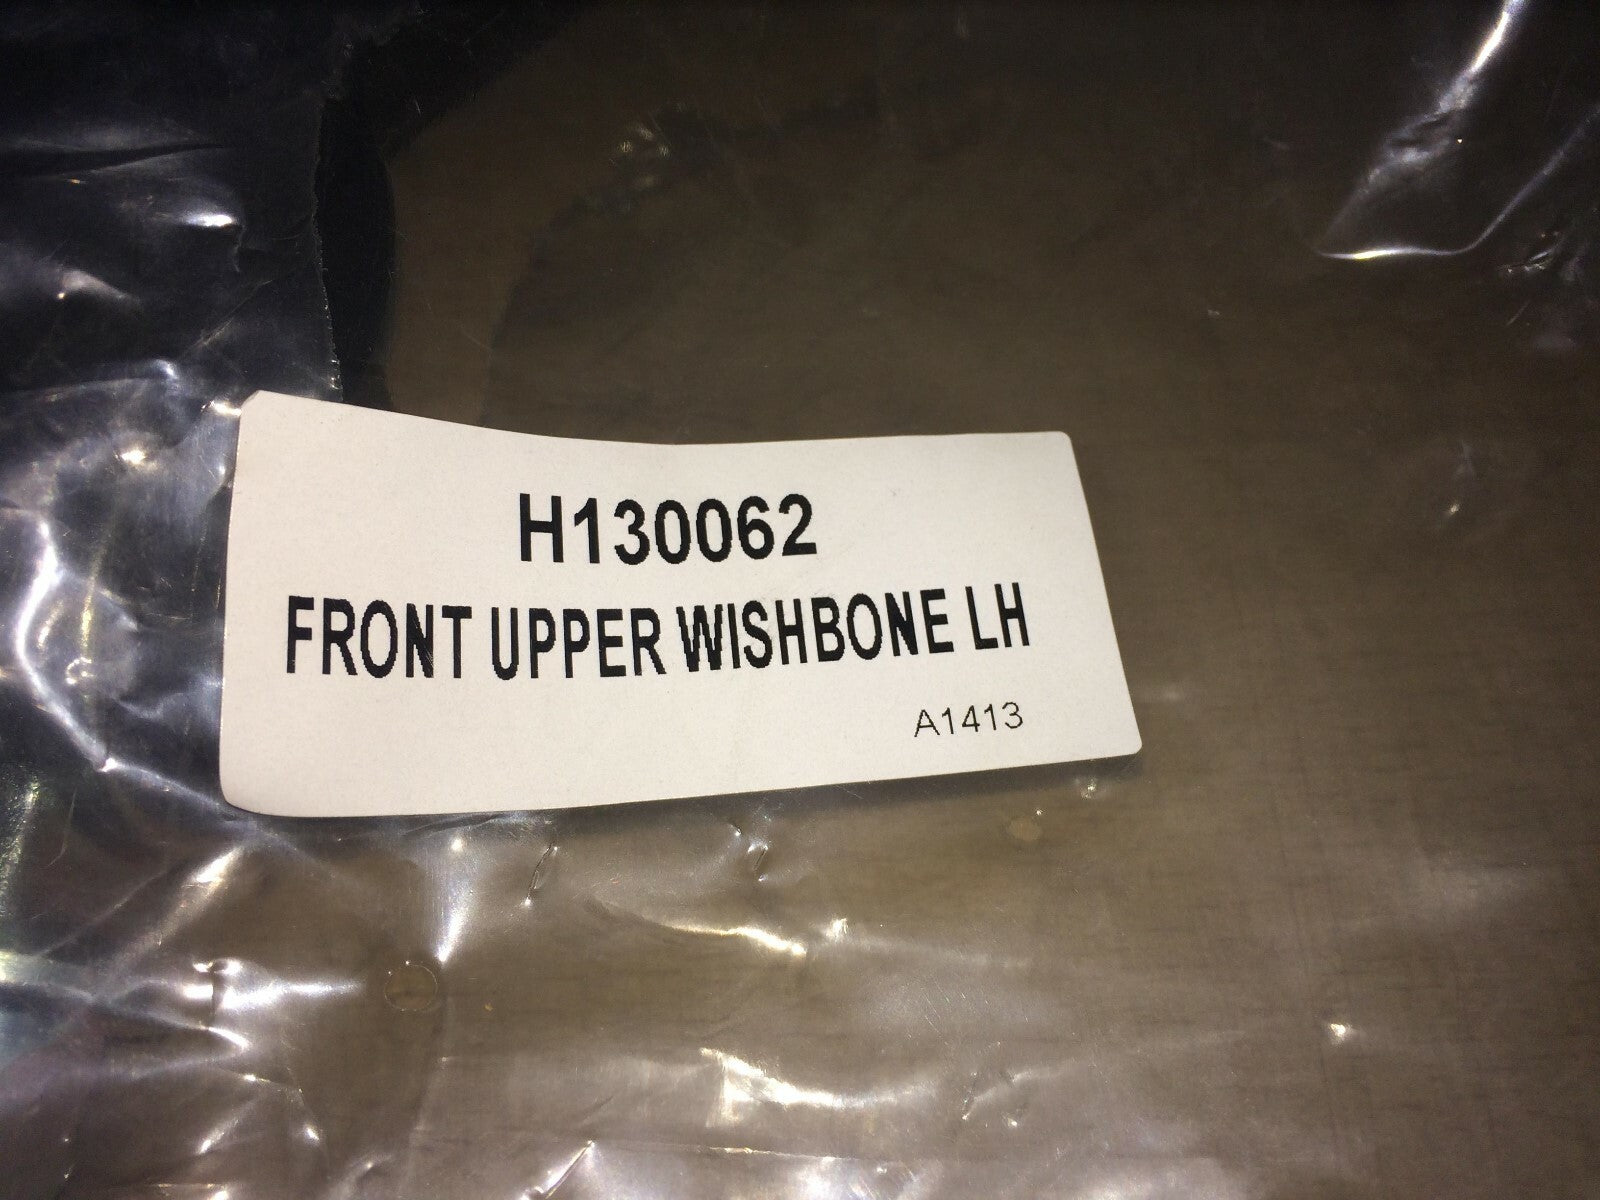 H130062
FRONT UPPER WISHBONE LH
A1413